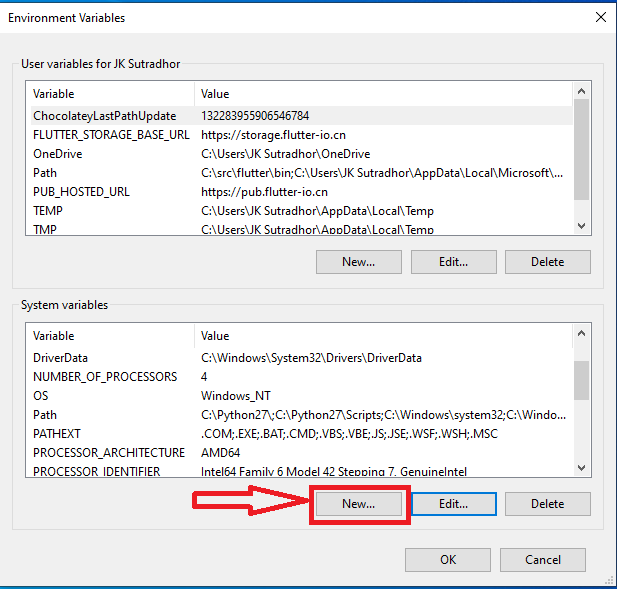 Environment Variables
User variables for JK Sutradhor
Variable Value
ChocolateyLastPathUpdate 132283955906546784
FLUTTER_STORAGE_BASE_URL https://storage.flutter-io.cn
OneDrive C:\Users\JK Sutradhor\OneDrive
Path C:\src\flutter\bin;C:\Users\JK Sutradhor\AppData\Local\Microsoft\...
PUB_HOSTED_URL https://pub.flutter-io.cn
TEMP C:\Users\JK Sutradhor\AppData\Local\Temp
TMP C:\Users\JK Sutradhor\AppData\Local\Temp
New... Edit... Delete
System variables
Variable Value
DriverData C:\Windows\System32\Drivers\DriverData
NUMBER_OF_PROCESSORS 4
OS Windows_NT
Path C:\Python27\;C:\Python27\Scripts;C:\Windows\system32;C:\Windo...
PATHEXT .COM;.EXE;.BAT;.CMD;.VBS;.VBE;.JS;.JSE;.WSF;.WSH;.MSC
PROCESSOR_ARCHITECTURE AMD64
PROCESSOR_IDENTIFIER Intel64 Family 6 Model 42 Stepping 7, GenuineIntel
New... Edit... Delete
OK Cancel